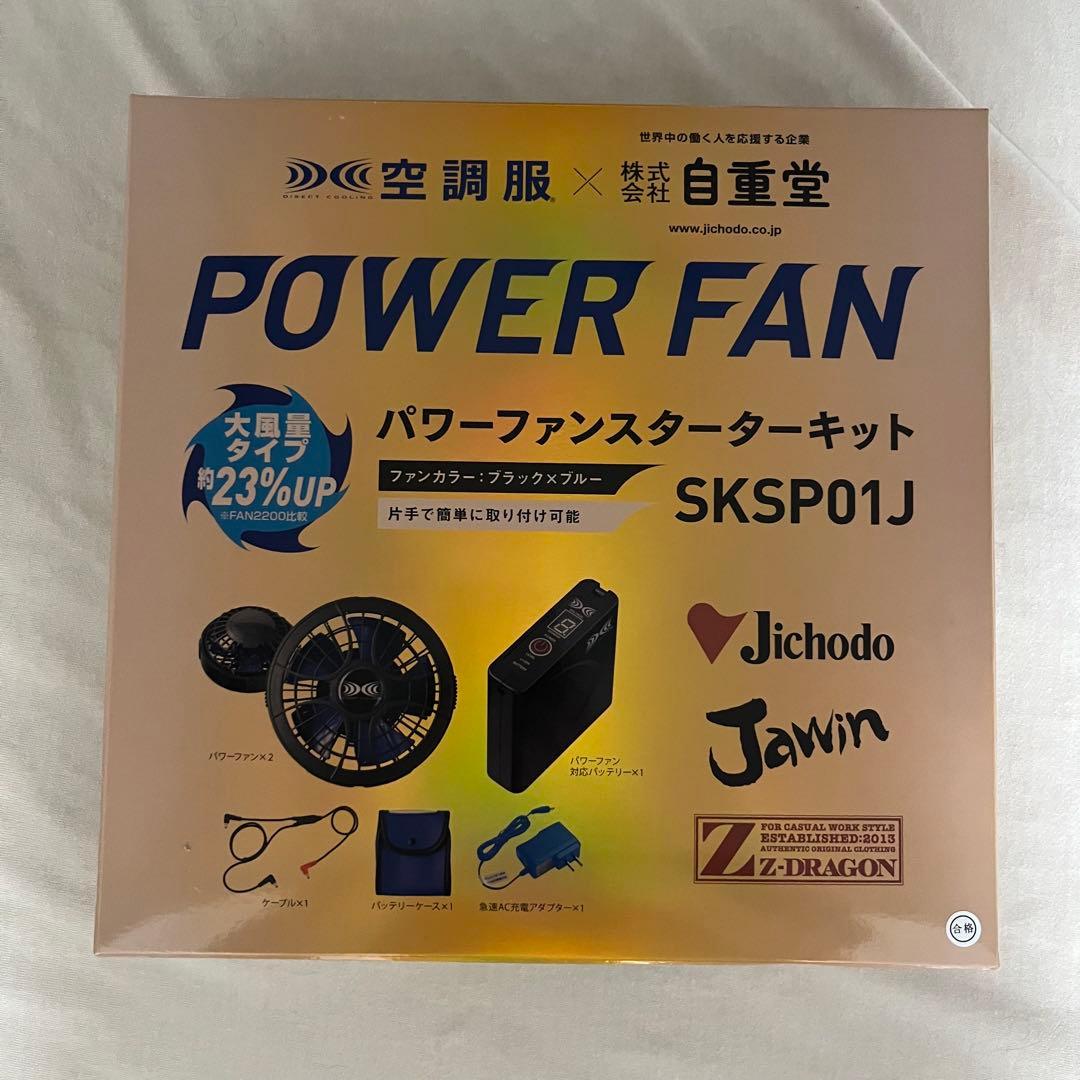 世界中の働く人を応援する企業
空調服® × 株式会社 自重堂
DIRECT COOLING
www.jichodo.co.jp
POWER FAN
大風量
タイプ
約23%UP
※FAN2200比較
パワーファンスターターキット
ファンカラー:ブラック×ブルー
片手で簡単に取り付け可能
SKSP01J
Jichodo
Jawin
パワーファン×2
パワーファン
対応バッテリー×1
ケーブル×1
バッテリーケース×1
急速AC充電アダプター×1
Z
FOR CASUAL WORK STYLE
ESTABLISHED:2013
AUTHENTIC ORIGINAL CLOTHING
Z-DRAGON
合格